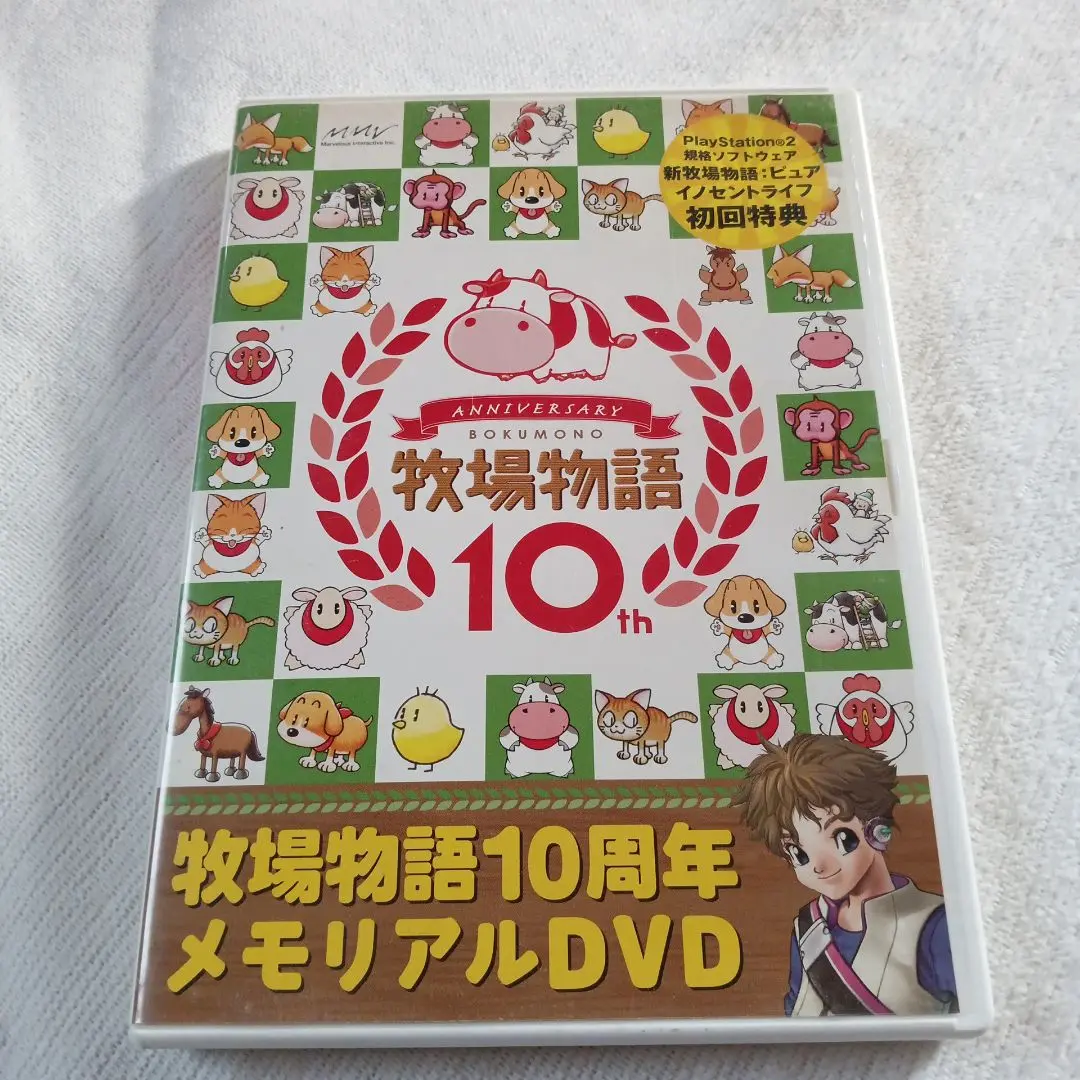 Marvelous Interactive Inc.
PlayStation®2
規格ソフトウェア
新牧場物語:ピュア
イノセントライフ
初回特典
ANNIVERSARY
BOKUMONO
牧場物語
10th
牧場物語10周年
メモリアルDVD